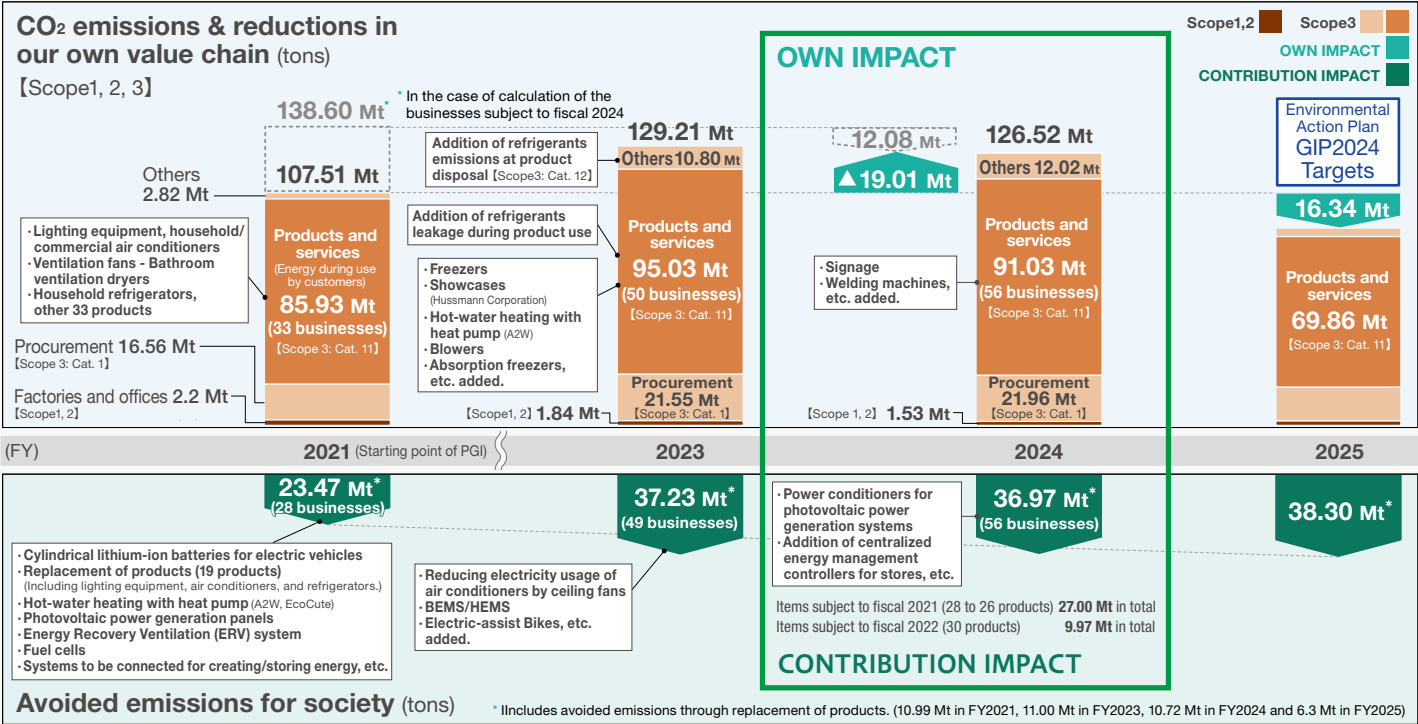 CO₂ emissions & reductions in
our own value chain (tons)
【Scope1, 2, 3】
Scope1,2
Scope3
OWN IMPACT
CONTRIBUTION IMPACT
138.60 Mt*
* In the case of calculation of the
businesses subject to fiscal 2024
107.51 Mt
Others
2.82 Mt
·Lighting equipment, household/
commercial air conditioners
·Ventilation fans - Bathroom
ventilation dryers
·Household refrigerators,
other 33 products
Products and
services
(Energy during use
by customers)
85.93 Mt
(33 businesses)
【Scope 3: Cat. 11】
Procurement 16.56 Mt
【Scope 3: Cat. 1】
Factories and offices 2.2 Mt
【Scope1, 2】
129.21 Mt
Addition of refrigerants
emissions at product
disposal【Scope3: Cat. 12】
Others 10.80 Mt
Addition of refrigerants
leakage during product use
·Freezers
·Showcases
(Hussmann Corporation)
·Hot-water heating with
heat pump (A2W)
·Blowers
·Absorption freezers,
etc. added.
Products and
services
95.03 Mt
(50 businesses)
【Scope 3: Cat. 11】
Procurement
21.55 Mt
【Scope 3: Cat. 1】
【Scope1, 2】1.84 Mt
OWN IMPACT
12.08 Mt
▲19.01 Mt
126.52 Mt
Others 12.02 Mt
·Signage
·Welding machines,
etc. added.
Products and
services
91.03 Mt
(56 businesses)
【Scope 3: Cat. 11】
Procurement
21.96 Mt
【Scope 3: Cat. 1】
【Scope 1, 2】1.53 Mt
Environmental
Action Plan
GIP2024
Targets
16.34 Mt
Products and
services
69.86 Mt
【Scope 3: Cat. 11】
(FY)
2021 (Starting point of PGI)
2023
2024
2025
23.47 Mt*
(28 businesses)
·Cylindrical lithium-ion batteries for electric vehicles
·Replacement of products (19 products)
(Including lighting equipment, air conditioners, and refrigerators.)
·Hot-water heating with heat pump (A2W, EcoCute)
·Photovoltaic power generation panels
·Energy Recovery Ventilation (ERV) system
·Fuel cells
·Systems to be connected for creating/storing energy, etc.
37.23 Mt*
(49 businesses)
·Reducing electricity usage of
air conditioners by ceiling fans
·BEMS/HEMS
·Electric-assist Bikes, etc.
added.
·Power conditioners for
photovoltaic power
generation systems
·Addition of centralized
energy management
controllers for stores, etc.
36.97 Mt*
(56 businesses)
Items subject to fiscal 2021 (28 to 26 products) 27.00 Mt in total
Items subject to fiscal 2022 (30 products) 9.97 Mt in total
CONTRIBUTION IMPACT
38.30 Mt*
Avoided emissions for society (tons)
* IIncludes avoided emissions through replacement of products. (10.99 Mt in FY2021, 11.00 Mt in FY2023, 10.72 Mt in FY2024 and 6.3 Mt in FY2025)